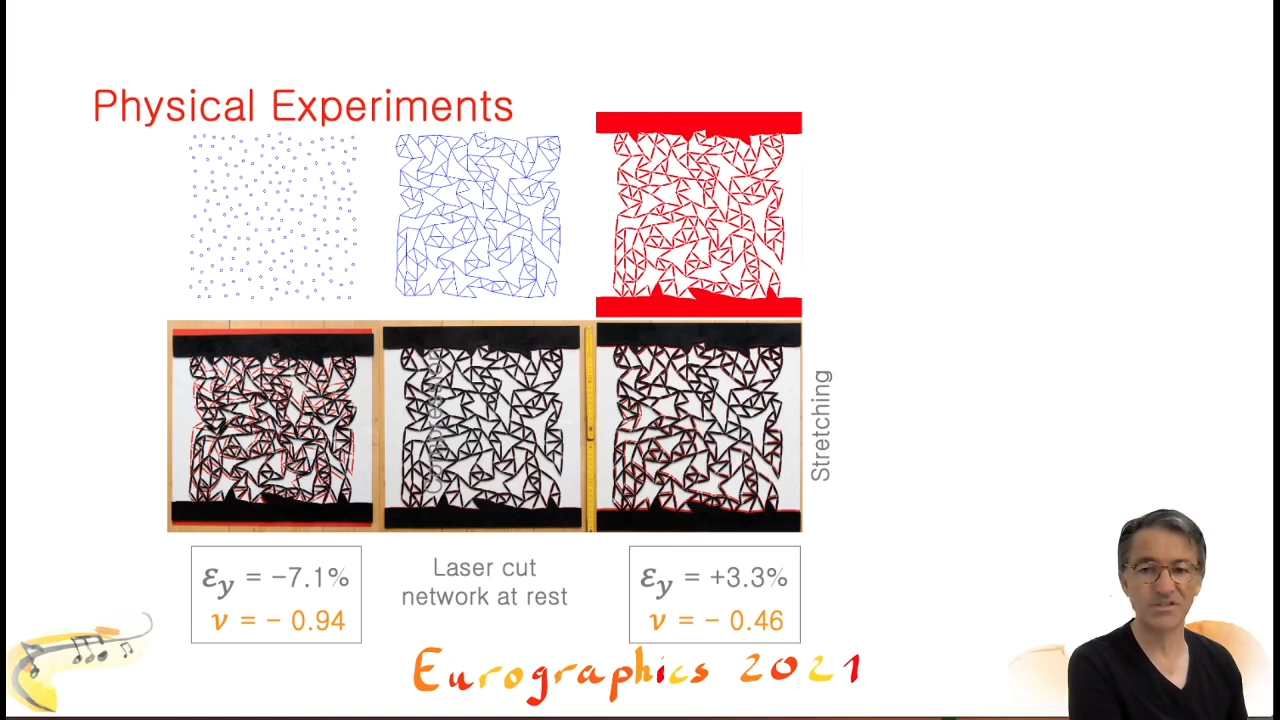 Physical Experiments
Stretching
εy = −7.1%
ν = − 0.94
Laser cut
network at rest
εy = +3.3%
ν = − 0.46
Eurographics 2021